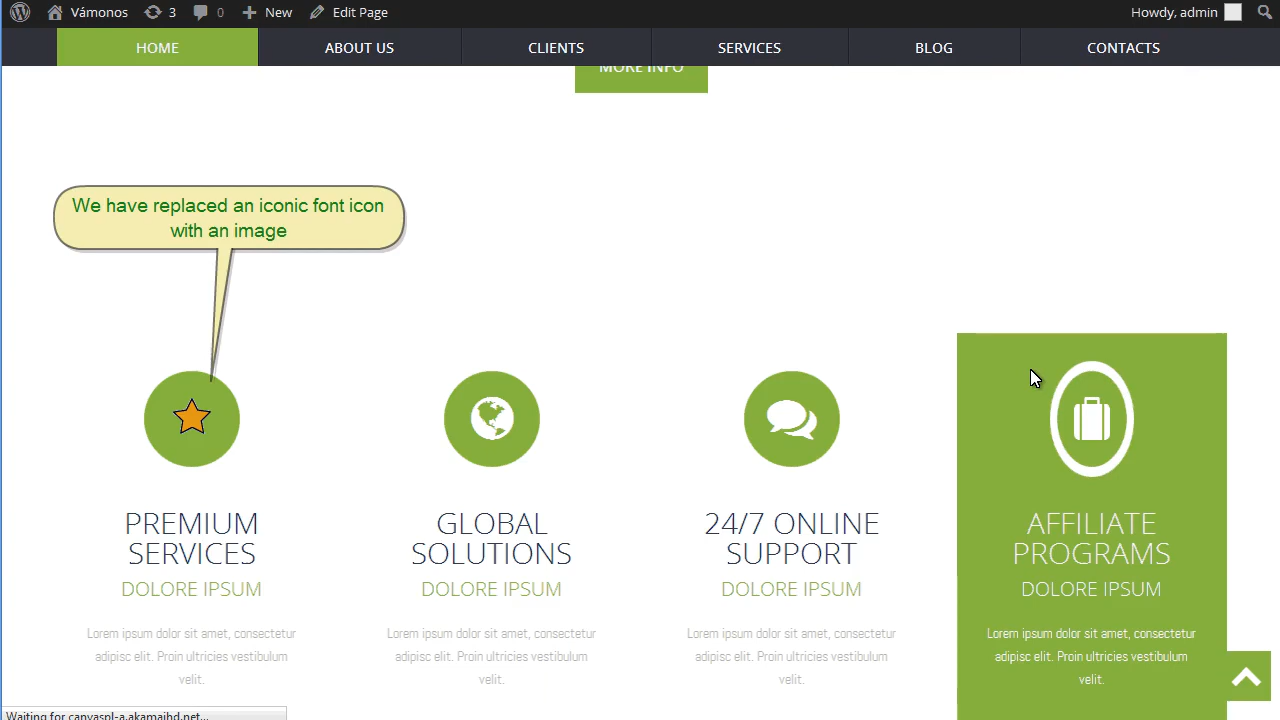 Vámonos 3 0 New Edit Page Howdy, admin
HOME ABOUT US CLIENTS SERVICES BLOG CONTACTS
MORE INFO
We have replaced an iconic font icon
with an image
PREMIUM
SERVICES
DOLORE IPSUM
Lorem ipsum dolor sit amet, consectetur
adipisc elit. Proin ultricies vestibulum
velit.
GLOBAL
SOLUTIONS
DOLORE IPSUM
Lorem ipsum dolor sit amet, consectetur
adipisc elit. Proin ultricies vestibulum
velit.
24/7 ONLINE
SUPPORT
DOLORE IPSUM
Lorem ipsum dolor sit amet, consectetur
adipisc elit. Proin ultricies vestibulum
velit.
AFFILIATE
PROGRAMS
DOLORE IPSUM
Lorem ipsum dolor sit amet, consectetur
adipisc elit. Proin ultricies vestibulum
velit.
Waiting for canvaspl-a.akamaihd.net...